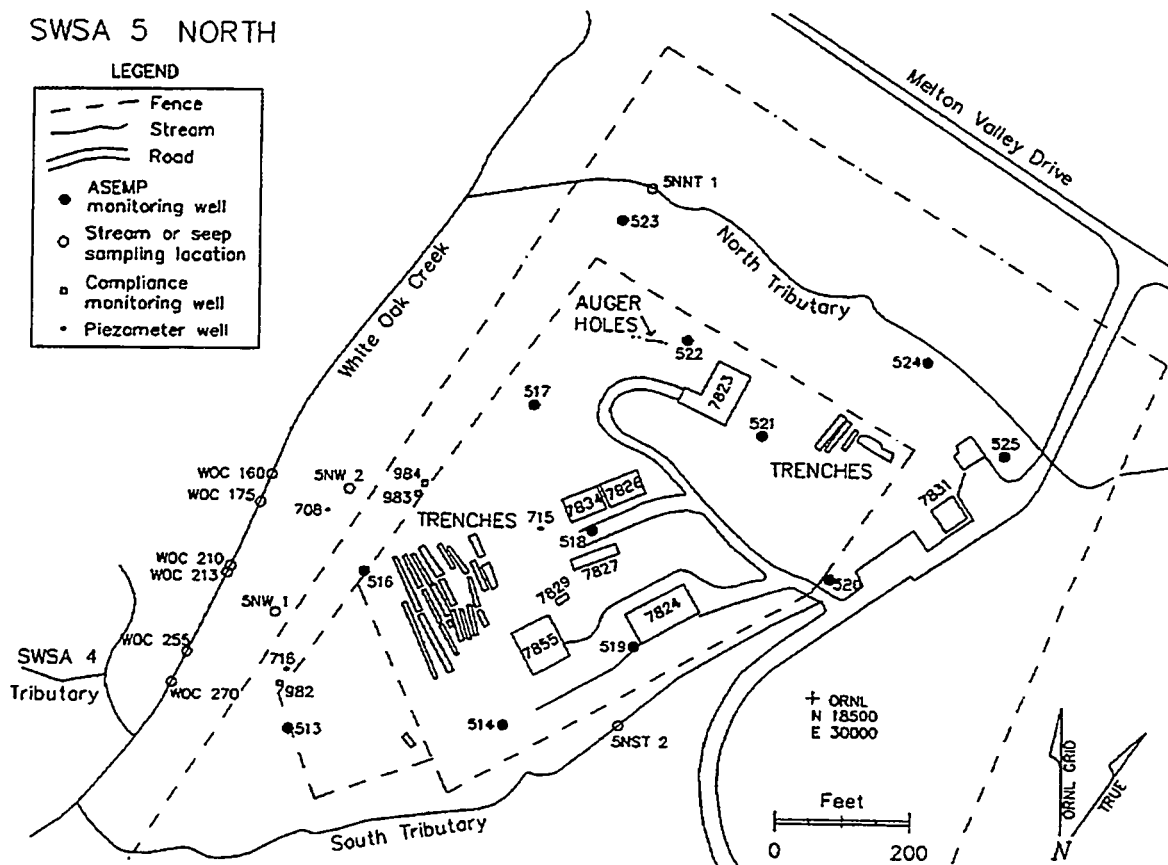 SWSA 5 NORTH
LEGEND
Fence
Stream
Road
ASEMP
monitoring well
Stream or seep
sampling location
Compliance
monitoring well
Piezometer well
Melton Valley Drive
5NNT 1
523
North Tributary
White Oak Creek
AUGER
HOLES
522
524
7823
517
521
525
TRENCHES
WOC 160
5NW 2
984
WOC 175
983
708
TRENCHES
715
7834
7826
7831
518
WOC 210
WOC 213
516
7827
7829
520
5NW 1
7824
WOC 255
7855
519
SWSA 4
Tributary
716
WOC 270
982
513
514
5NST 2
+ ORNL
N 18500
E 30000
South Tributary
Feet
0
200
ORNL GRID
TRUE
N